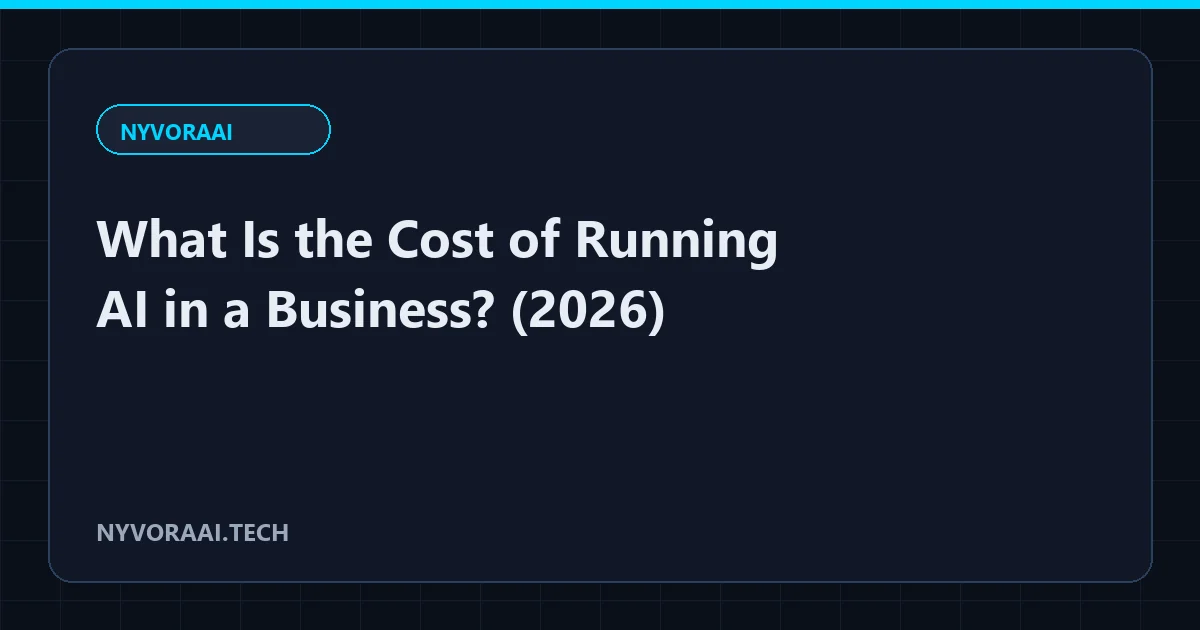 NYVORAAI
What Is the Cost of Running
AI in a Business? (2026)
NYVORAAI.TECH